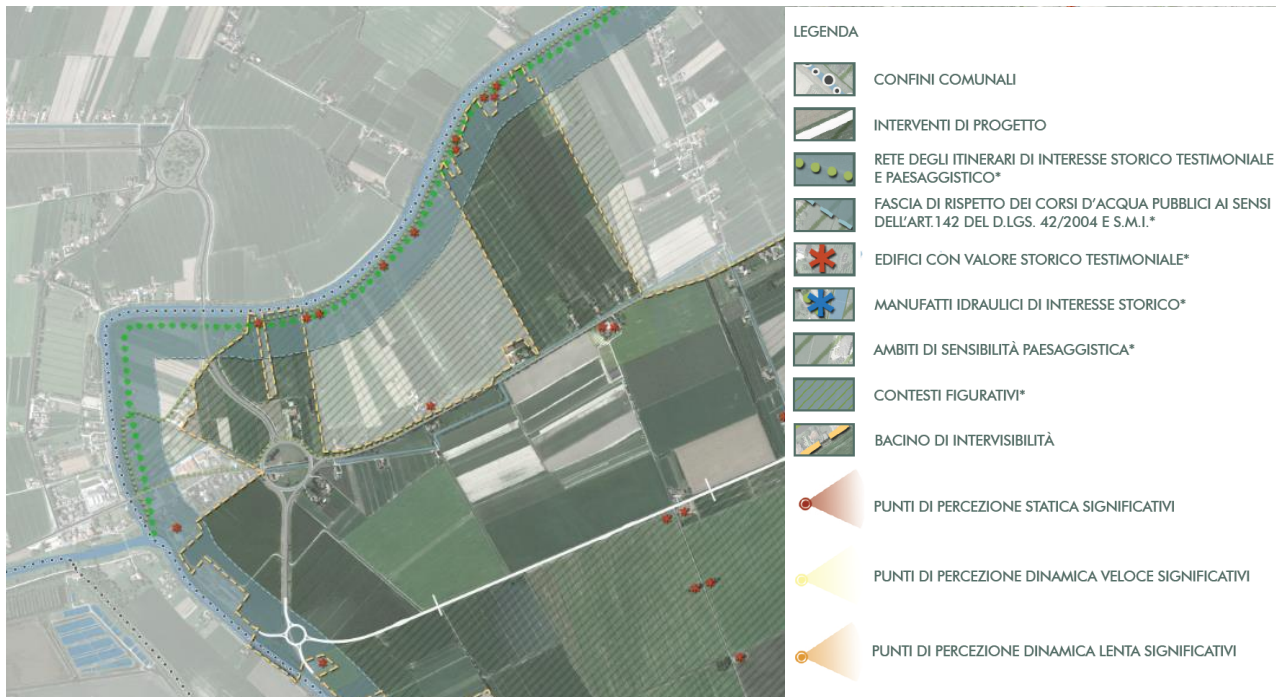 LEGENDA
CONFINI COMUNALI
INTERVENTI DI PROGETTO
RETE DEGLI ITINERARI DI INTERESSE STORICO TESTIMONIALE
E PAESAGGISTICO*
FASCIA DI RISPETTO DEI CORSI D'ACQUA PUBBLICI AI SENSI
DELL'ART.142 DEL D.LGS. 42/2004 E S.M.I.*
EDIFICI CON VALORE STORICO TESTIMONIALE*
MANUFATTI IDRAULICI DI INTERESSE STORICO*
AMBITI DI SENSIBILITÀ PAESAGGISTICA*
CONTESTI FIGURATIVI*
BACINO DI INTERVISIBILITÀ
PUNTI DI PERCEZIONE STATICA SIGNIFICATIVI
PUNTI DI PERCEZIONE DINAMICA VELOCE SIGNIFICATIVI
PUNTI DI PERCEZIONE DINAMICA LENTA SIGNIFICATIVI